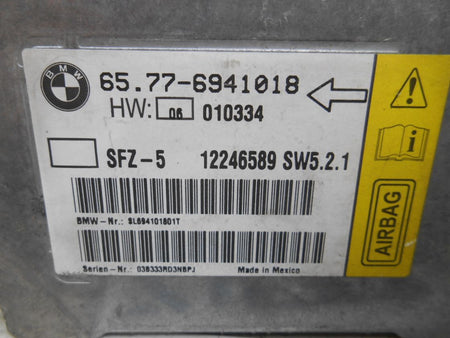 BMW
65.77-6941018
HW: 06 010334
SFZ-5 12246589 SW5.2.1
BMW-Nr.: SL694101801T
Serien-Nr.: 038333RD3NBPJ Made in Mexico
AIRBAG